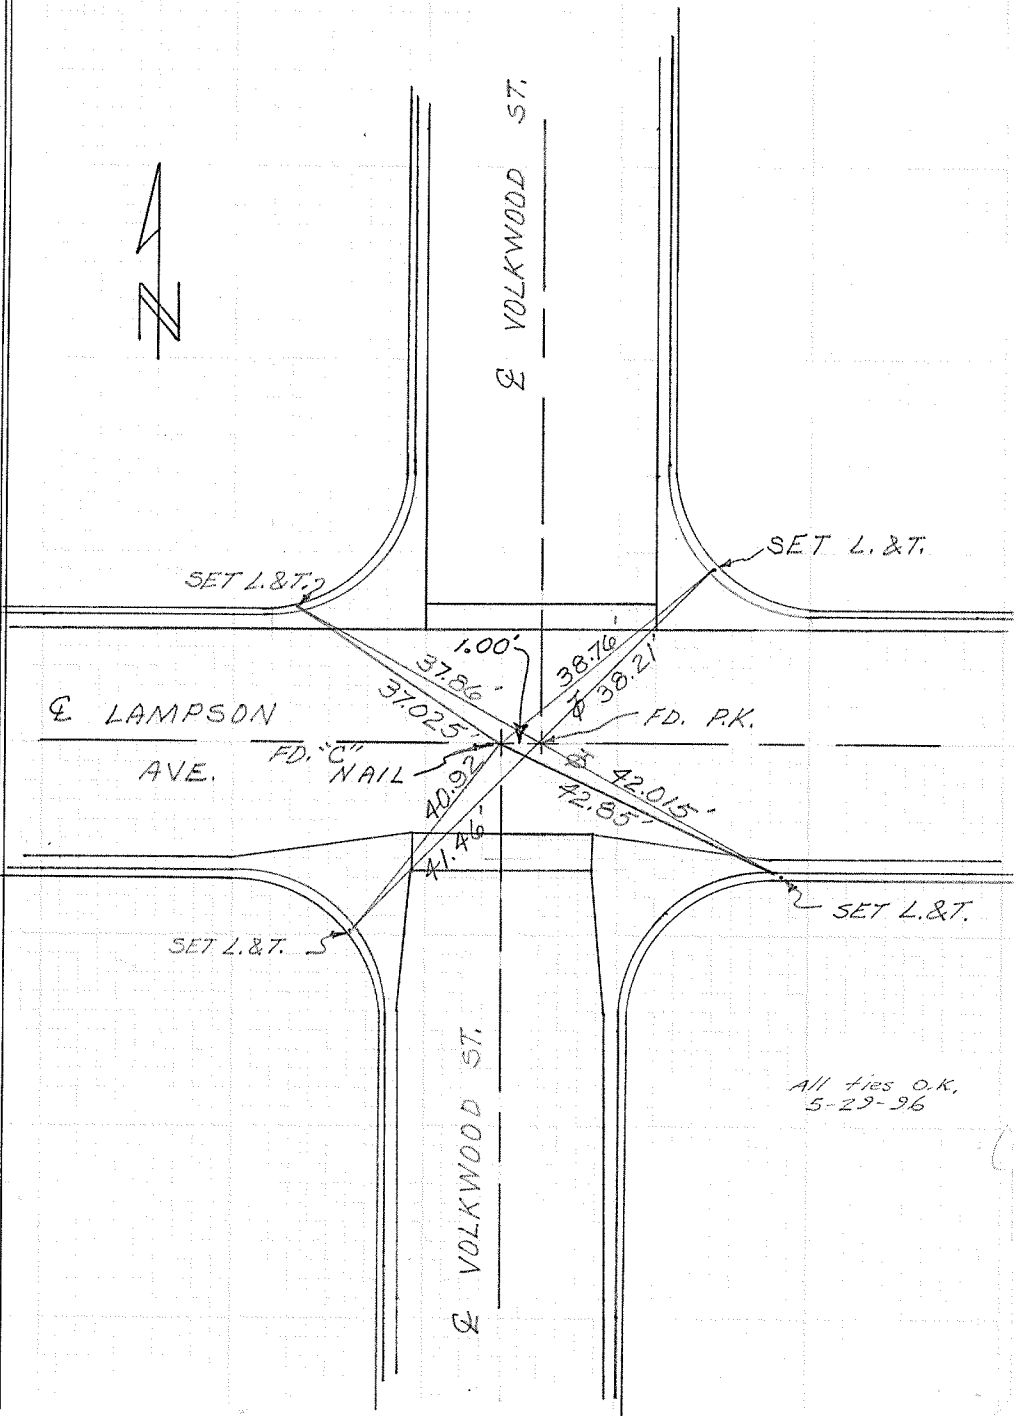 N
℄ VOLKWOOD ST.
SET L.&T.
SET L.&T.
1.00'
38.76'
37.86'
38.21'
37.025'
℄ LAMPSON
AVE.
FD. P.K.
FD. "C"
NAIL
42.015'
42.85'
40.92
41.46'
SET L.&T.
SET L.&T.
℄ VOLKWOOD ST.
All ties O.K.
5-29-96